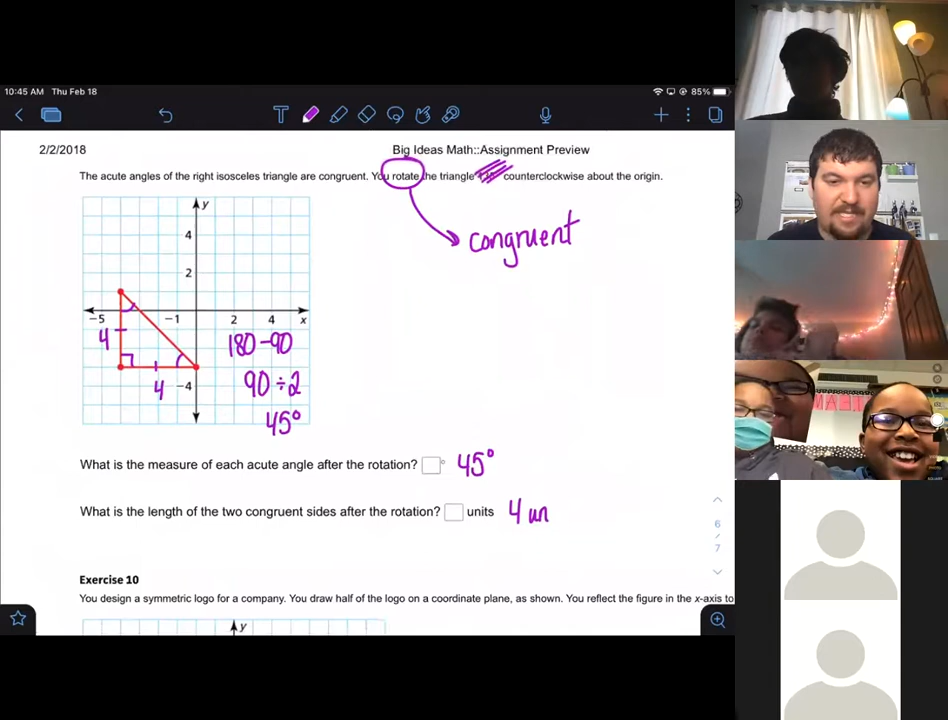 10:45 AM Thu Feb 18
85%
2/2/2018
Big Ideas Math::Assignment Preview
The acute angles of the right isosceles triangle are congruent. You rotate the triangle counterclockwise about the origin.
congruent
y
4
2
-5
-1
2
4
x
4
180-90
4
-4
90 ÷ 2
45°
What is the measure of each acute angle after the rotation? ° 45°
What is the length of the two congruent sides after the rotation? units 4 un
6
/
7
Exercise 10
You design a symmetric logo for a company. You draw half of the logo on a coordinate plane, as shown. You reflect the figure in the x-axis to
y